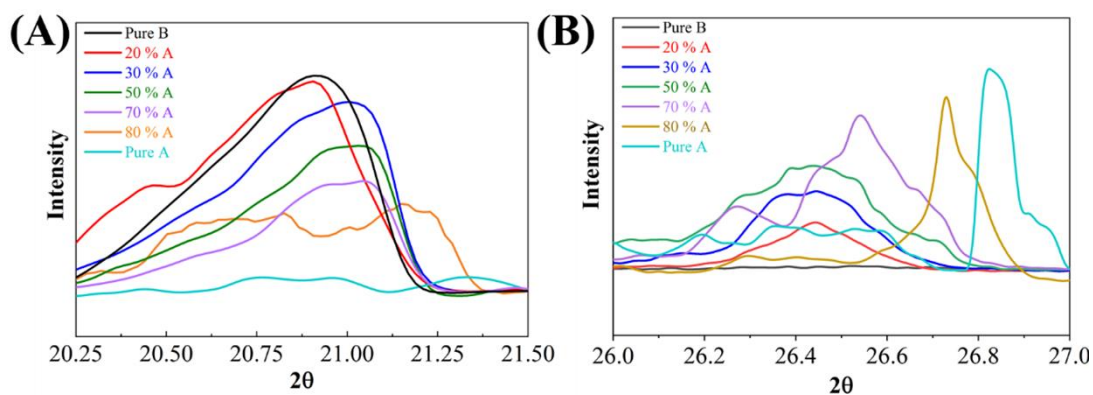 (A)
Pure B
20 % A
30 % A
50 % A
70 % A
80 % A
Pure A
Intensity
20.25 20.50 20.75 21.00 21.25 21.50
2θ
(B)
Pure B
20 % A
30 % A
50 % A
70 % A
80 % A
Pure A
Intensity
26.0 26.2 26.4 26.6 26.8 27.0
2θ